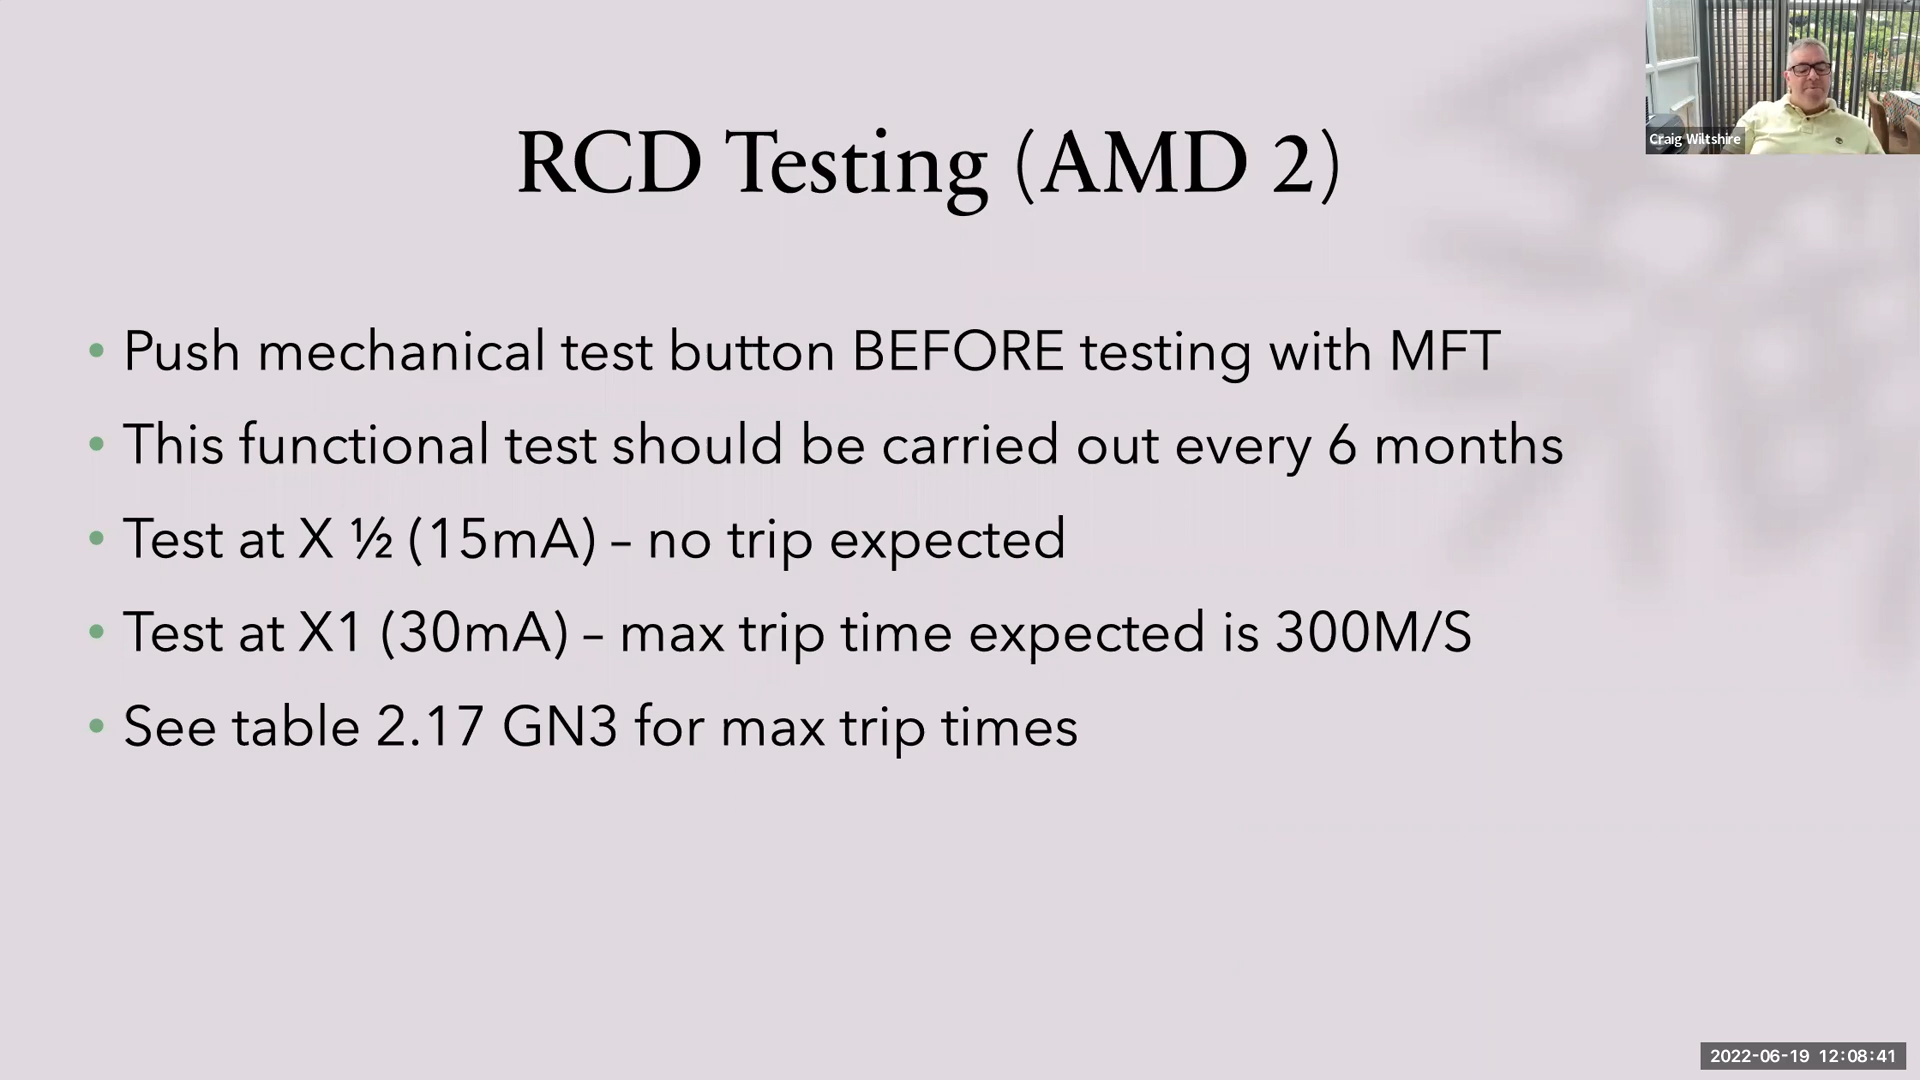 RCD Testing (AMD 2)
Craig Wiltshire
• Push mechanical test button BEFORE testing with MFT
• This functional test should be carried out every 6 months
• Test at X ½ (15mA) – no trip expected
• Test at X1 (30mA) – max trip time expected is 300M/S
• See table 2.17 GN3 for max trip times
2022-06-19 12:08:41